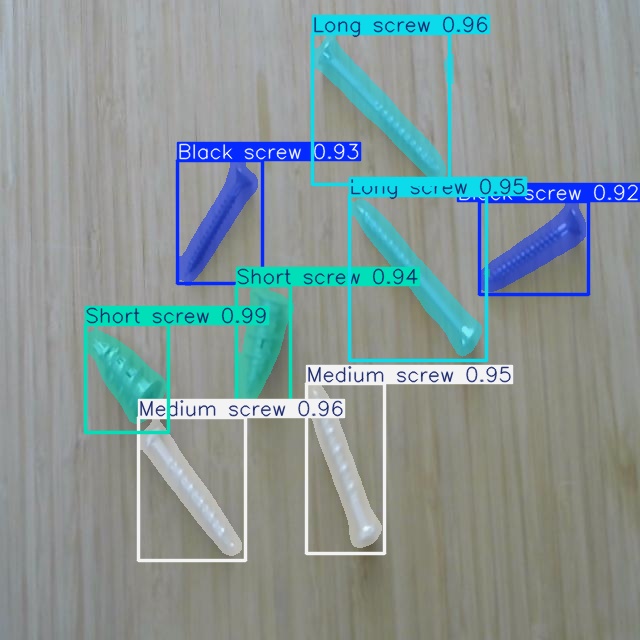 Long screw 0.96
Black screw 0.93
Long screw 0.95
Black screw 0.92
Short screw 0.94
Short screw 0.99
Medium screw 0.95
Medium screw 0.96